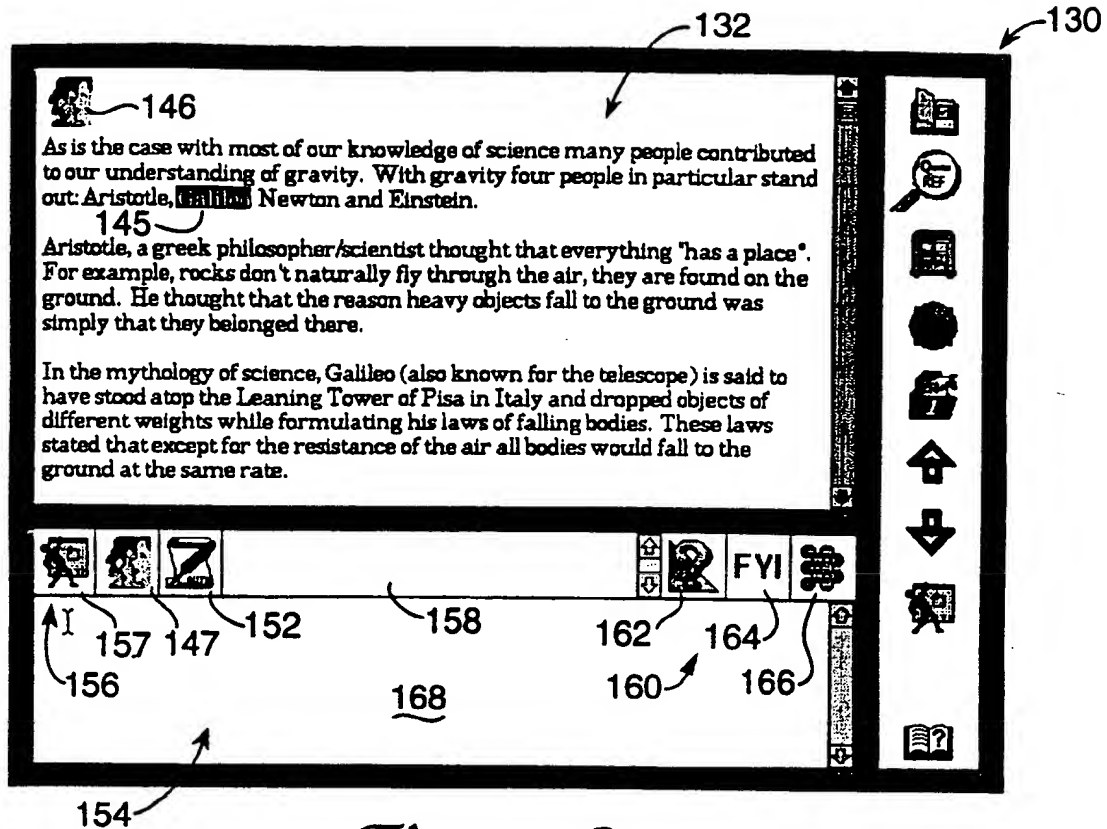 132
130
146
As is the case with most of our knowledge of science many people contributed
to our understanding of gravity. With gravity four people in particular stand
out: Aristotle, Galileo Newton and Einstein.
145
Aristotle, a greek philosopher/scientist thought that everything "has a place".
For example, rocks don't naturally fly through the air, they are found on the
ground. He thought that the reason heavy objects fall to the ground was
simply that they belonged there.
In the mythology of science, Galileo (also known for the telescope) is said to
have stood atop the Leaning Tower of Pisa in Italy and dropped objects of
different weights while formulating his laws of falling bodies. These laws
stated that except for the resistance of the air all bodies would fall to the
ground at the same rate.
REF
1
FYI
157 147 152 158 162 164
156 160 166
168
?
154